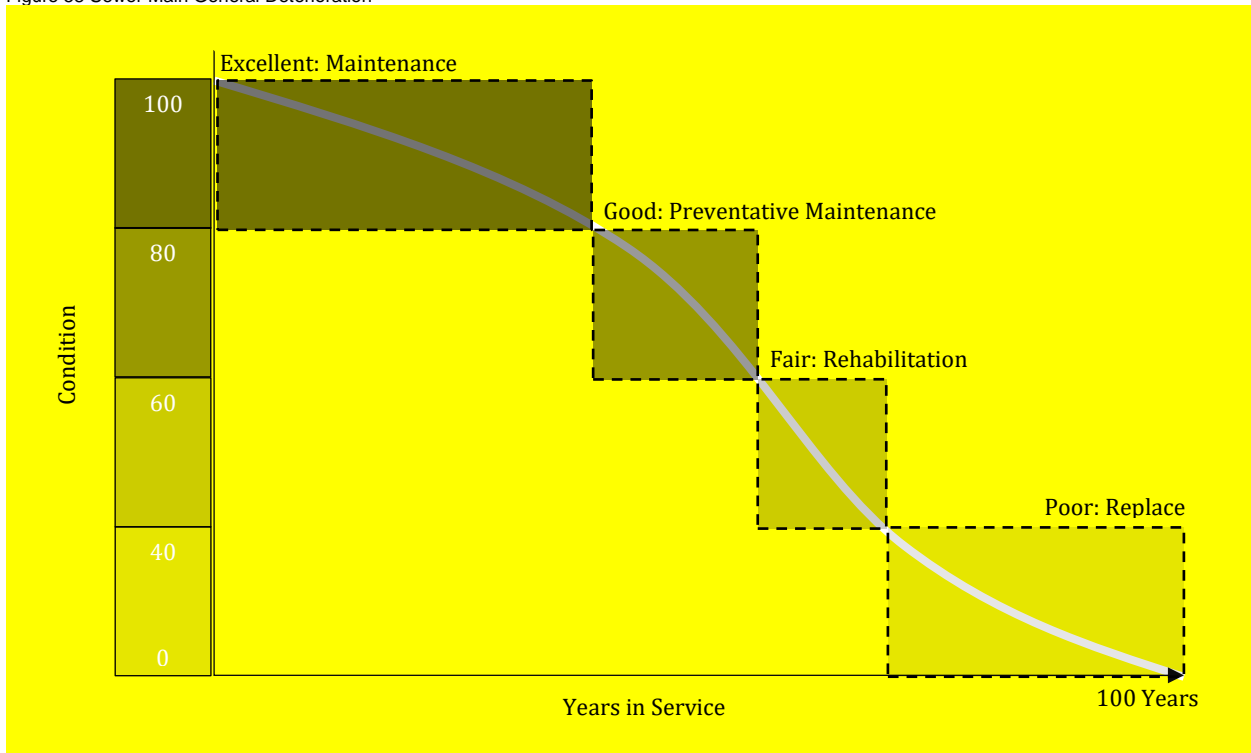 Excellent: Maintenance
100
Good: Preventative Maintenance
80
Fair: Rehabilitation
Condition
60
Poor: Replace
40
0
100 Years
Years in Service